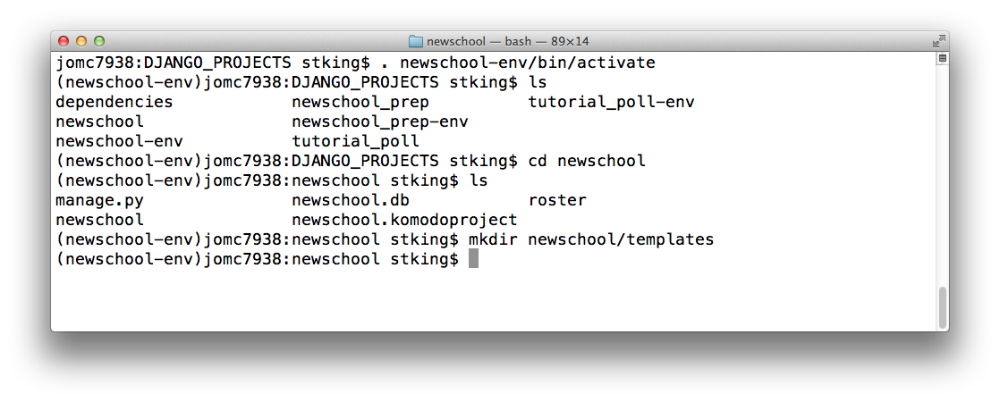 newschool — bash — 89×14
jomc7938:DJANGO_PROJECTS stking$ . newschool-env/bin/activate
(newschool-env)jomc7938:DJANGO_PROJECTS stking$ ls
dependencies            newschool_prep          tutorial_poll-env
newschool               newschool_prep-env
newschool-env           tutorial_poll
(newschool-env)jomc7938:DJANGO_PROJECTS stking$ cd newschool
(newschool-env)jomc7938:newschool stking$ ls
manage.py               newschool.db            roster
newschool               newschool.komodoproject
(newschool-env)jomc7938:newschool stking$ mkdir newschool/templates
(newschool-env)jomc7938:newschool stking$